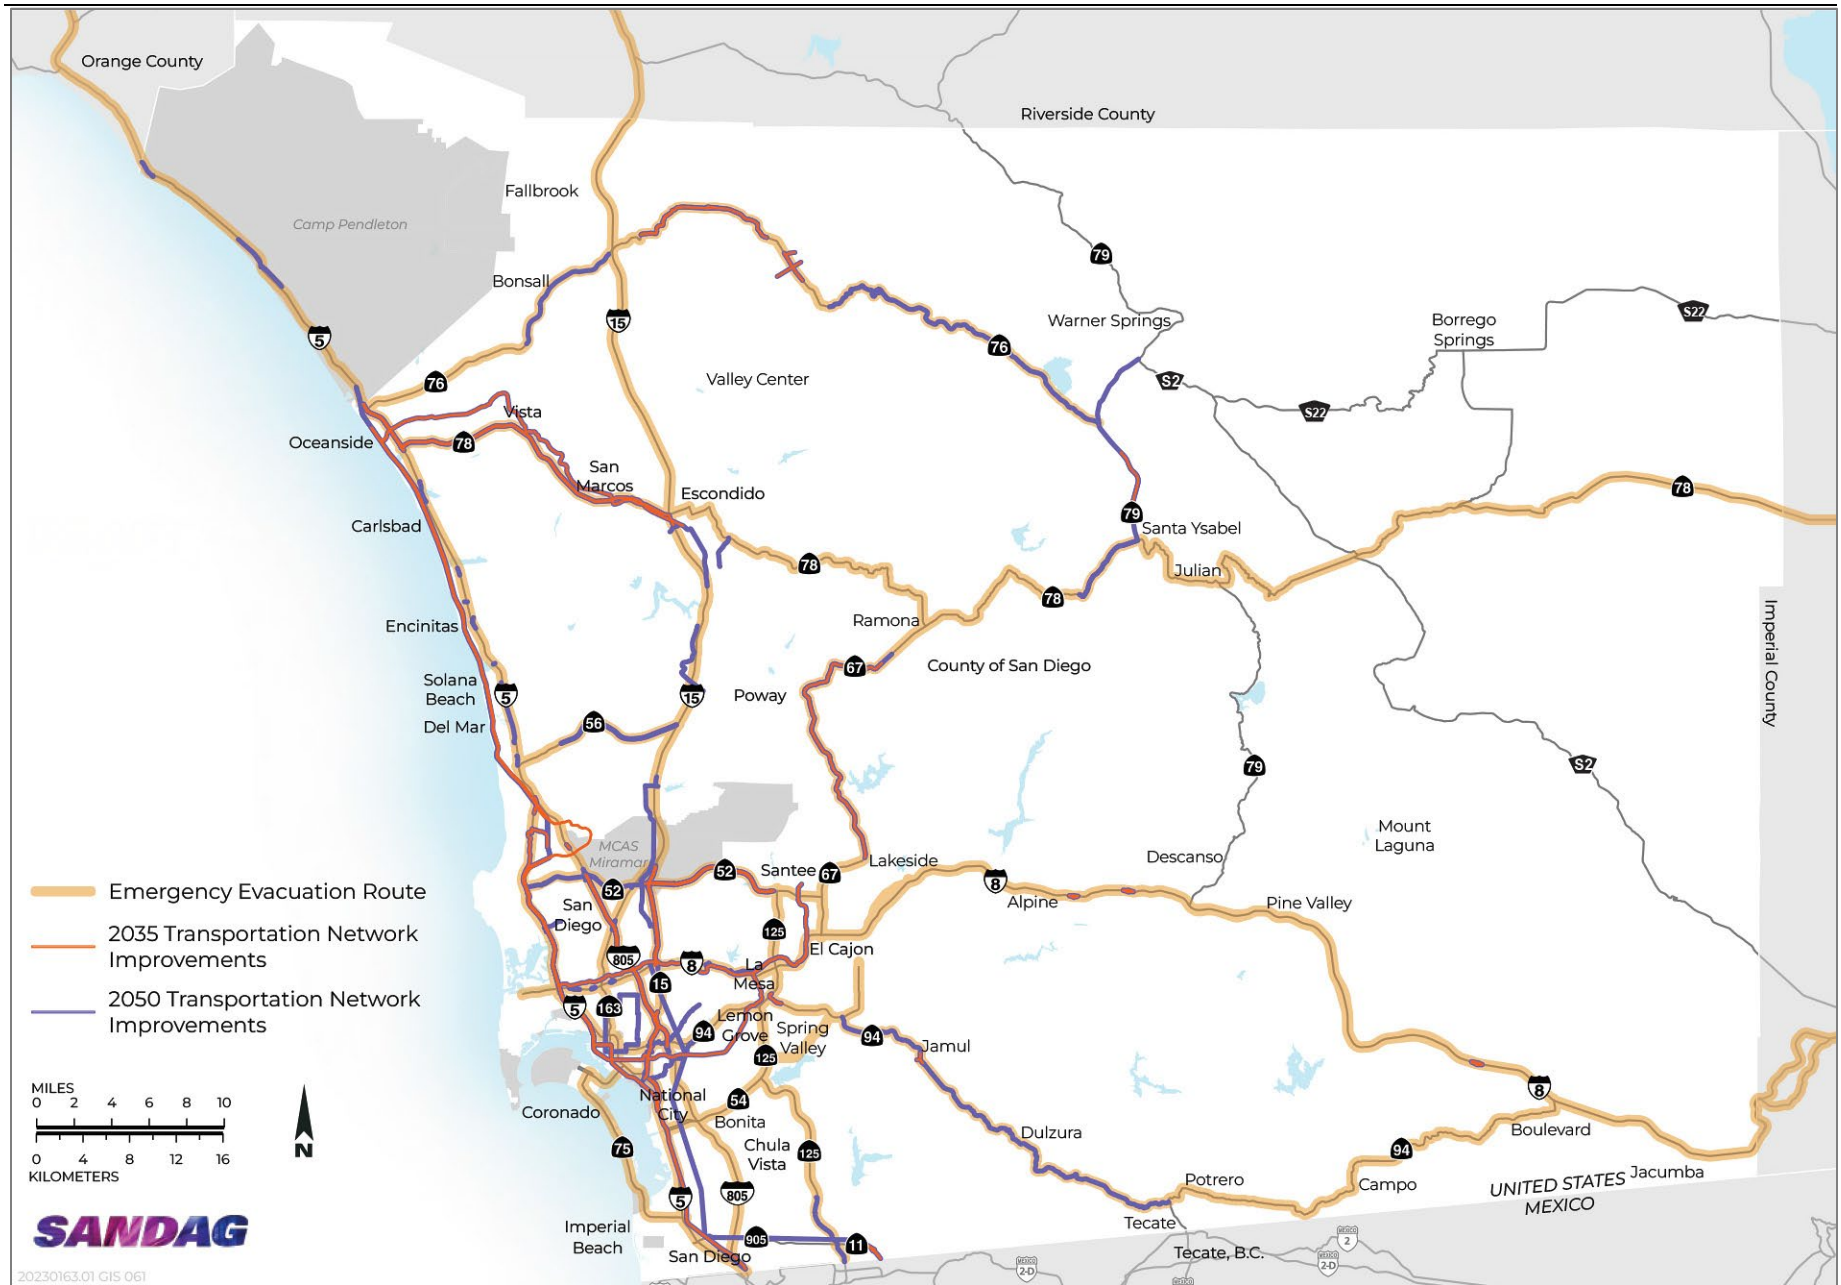 Orange County
Riverside County
Fallbrook
Camp Pendleton
79
Bonsall
15
Warner Springs
Borrego
Springs
S22
5
76
76
Valley Center
S2
S22
Vista
Oceanside
78
San
Marcos
Escondido
78
Carlsbad
79
Santa Ysabel
78
Julian
78
Encinitas
Ramona
Imperial County
67
County of San Diego
Solana
Beach
5
15
Poway
Del Mar
56
79
S2
MCAS
Miramar
Mount
Laguna
Descanso
Lakeside
52
Santee
67
8
Alpine
Pine Valley
52
San
Diego
125
El Cajon
805
8
La
Mesa
15
5
163
Lemon
Grove
94
Spring
Valley
94
Jamul
125
National
City
54
Bonita
Coronado
8
Boulevard
Dulzura
75
Chula
Vista
125
94
Jacumba
Potrero
Campo
UNITED STATES
MEXICO
5
805
Tecate
Imperial
Beach
905
11
San Diego
Tecate, B.C.
MEXICO
2
MEXICO
2-D
MEXICO
2-D
MEXICO
Emergency Evacuation Route
2035 Transportation Network
Improvements
2050 Transportation Network
Improvements
MILES
0 2 4 6 8 10
0 4 8 12 16
KILOMETERS
N
SANDAG
20230163.01 GIS 061